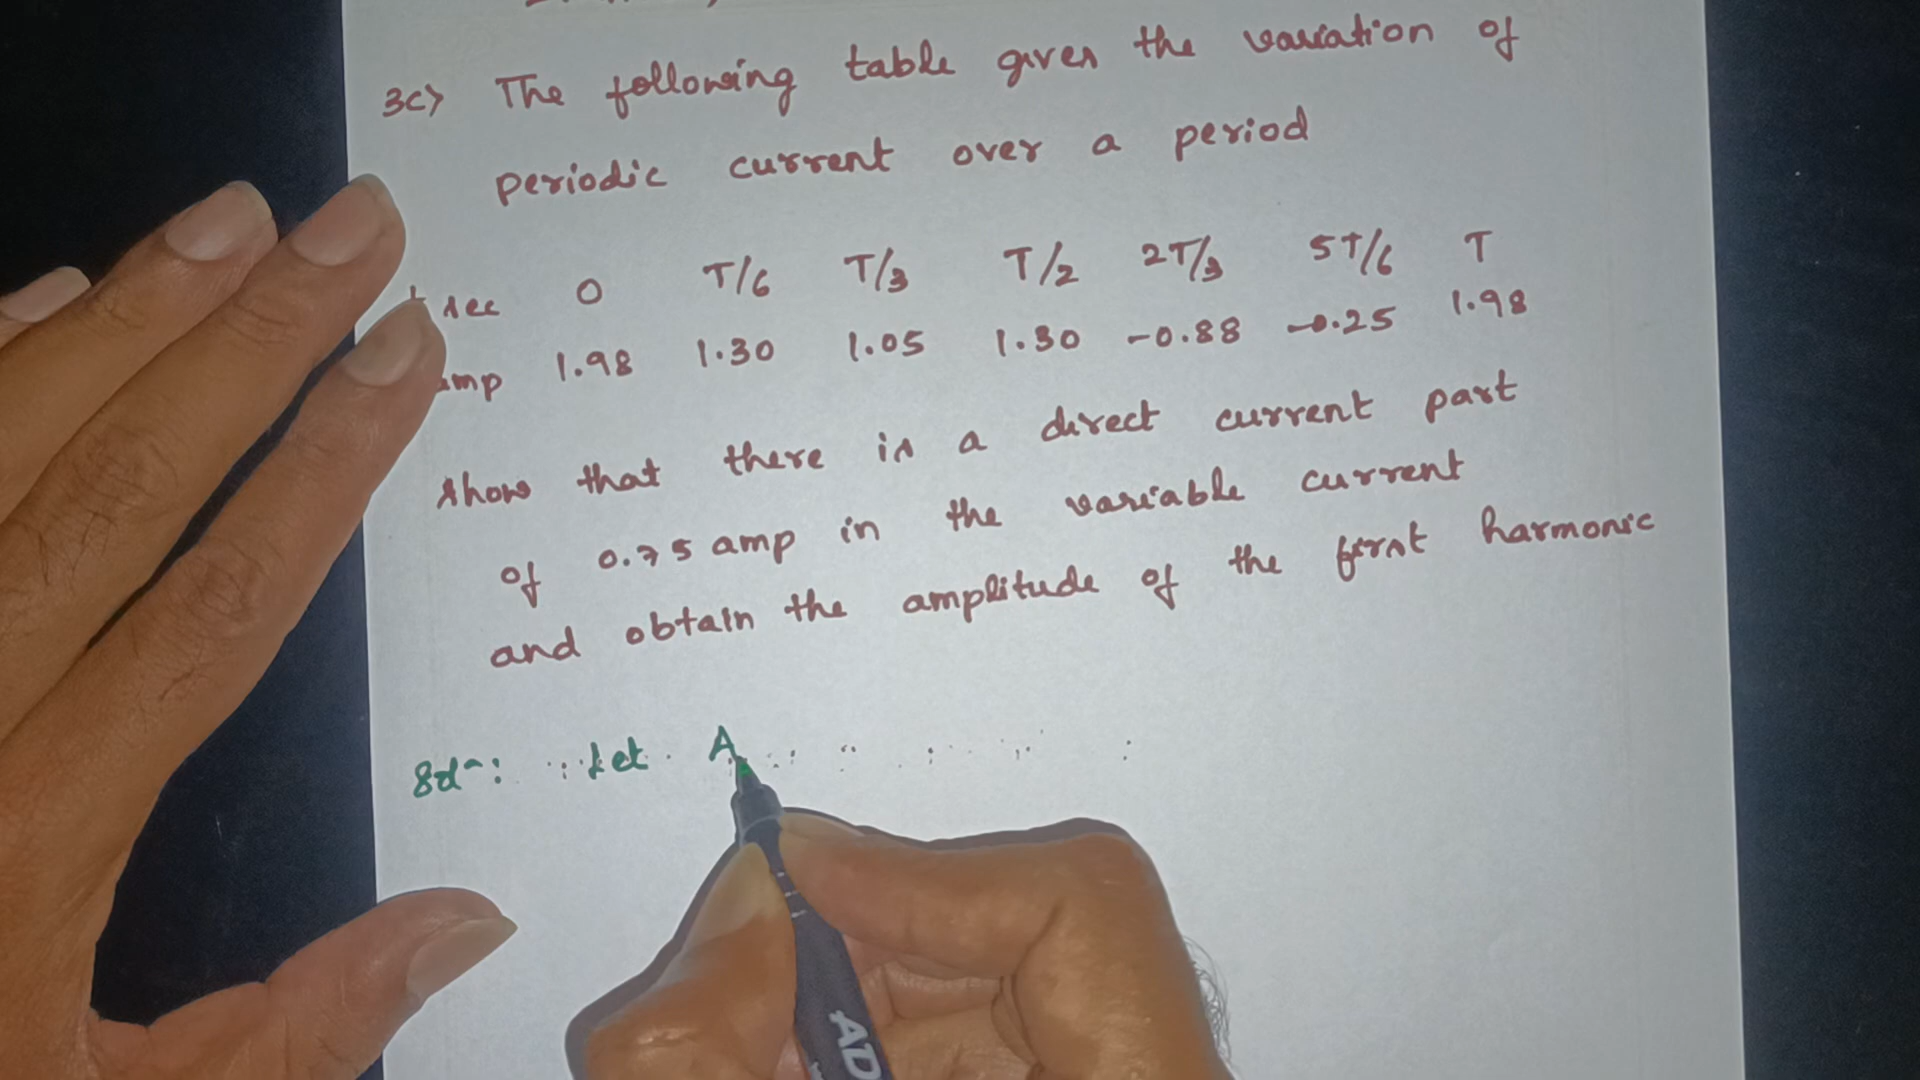 3c) The following table gives the variation of
periodic current over a period
t sec 0 T/6 T/3 T/2 2T/3 5T/6 T
amp 1.98 1.30 1.05 1.30 -0.88 -0.25 1.98
show that there is a direct current part
of 0.75 amp in the variable current
and obtain the amplitude of the first harmonic
Soln: Let A
AD